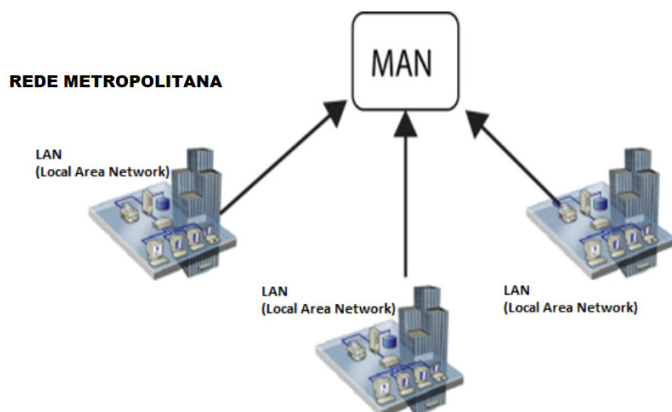 MAN
REDE METROPOLITANA
LAN
(Local Area Network)
LAN
(Local Area Network)
LAN
(Local Area Network)